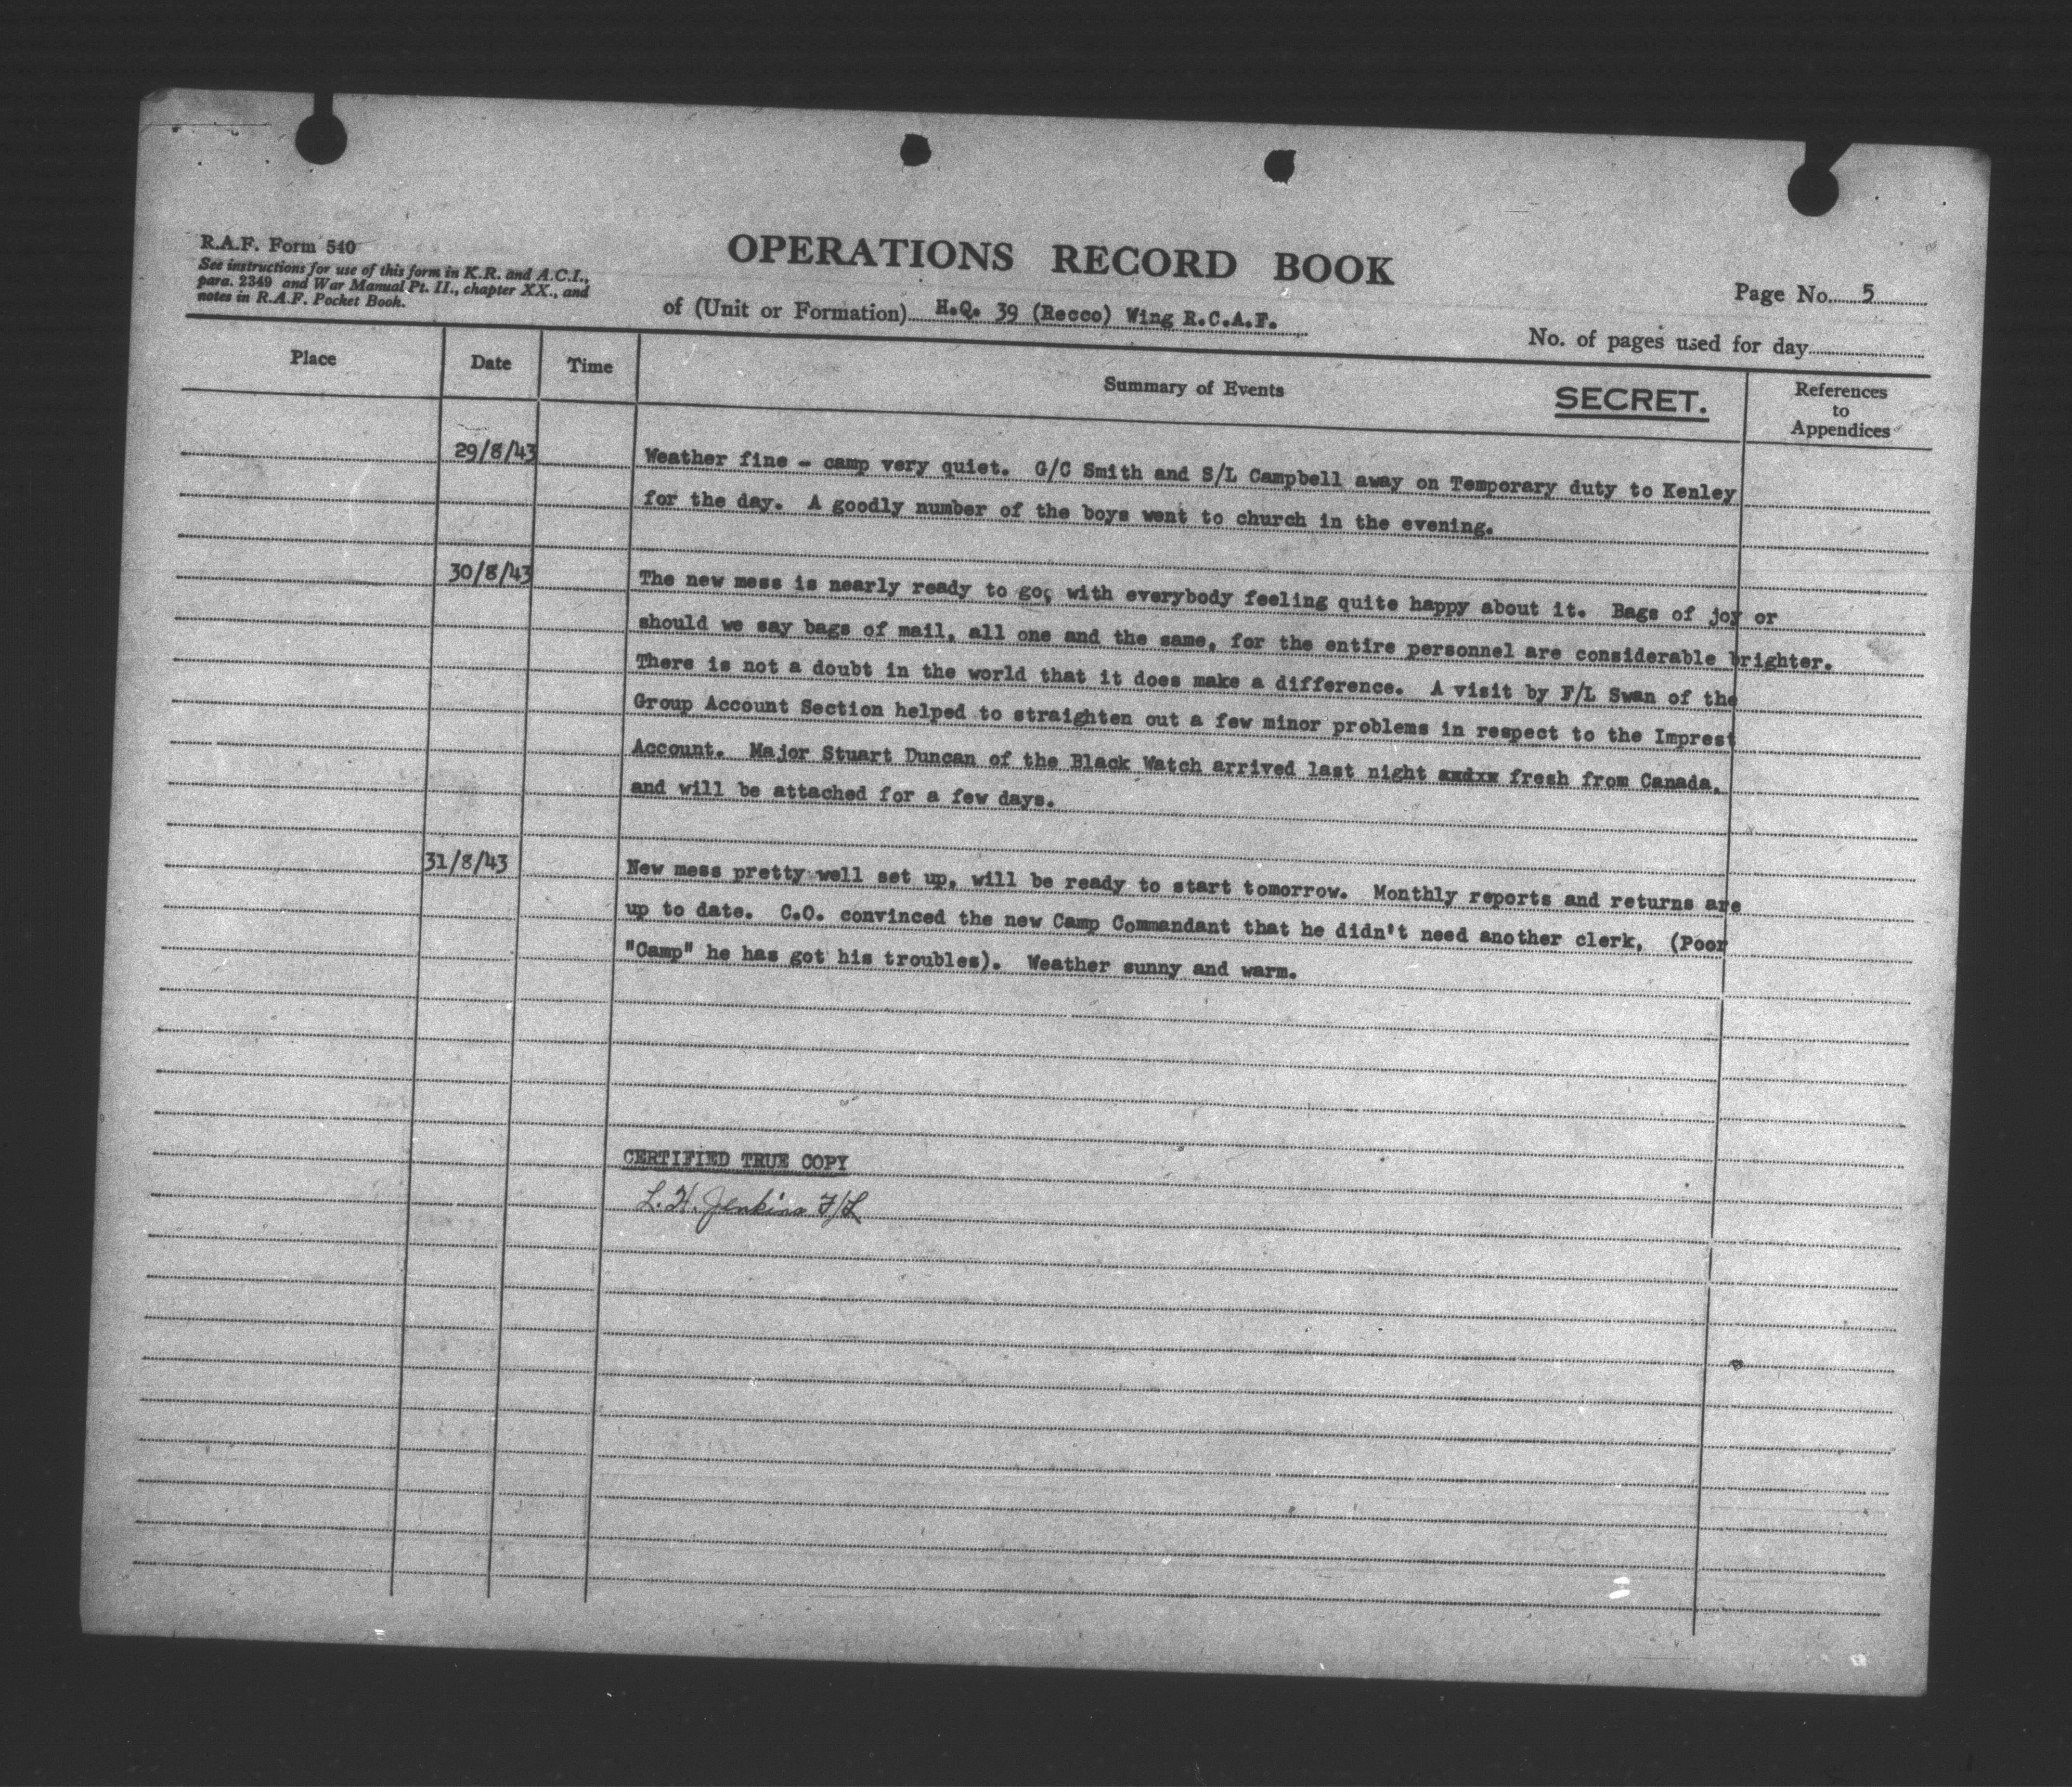 R.A.F. Form 540
See instructions for use of this form in K.R. and A.C.I.,
para. 2349 and War Manual Pt. II., chapter XX., and
notes in R.A.F. Pocket Book.
OPERATIONS RECORD BOOK
of (Unit or Formation) H.Q. 39 (Recco) Wing R.C.A.F.
Page No. 5
No. of pages used for day
Place
Date
Time
Summary of Events
SECRET.
References
to
Appendices
29/8/43
Weather fine - camp very quiet. G/C Smith and S/L Campbell away on Temporary duty to Kenley
for the day. A goodly number of the boys went to church in the evening.
30/8/43
The new mess is nearly ready to go, with everybody feeling quite happy about it. Bags of joy or
should we say bags of mail, all one and the same, for the entire personnel are considerable brighter.
There is not a doubt in the world that it does make a difference. A visit by F/L Swan of the
Group Account Section helped to straighten out a few minor problems in respect to the Imprest
Account. Major Stuart Duncan of the Black Watch arrived last night fresh from Canada,
and will be attached for a few days.
31/8/43
New mess pretty well set up, will be ready to start tomorrow. Monthly reports and returns are
up to date. C.O. convinced the new Camp Commandant that he didn't need another clerk, (Poor
"Camp" he has got his troubles). Weather sunny and warm.
CERTIFIED TRUE COPY
L. H. Jenkins F/L